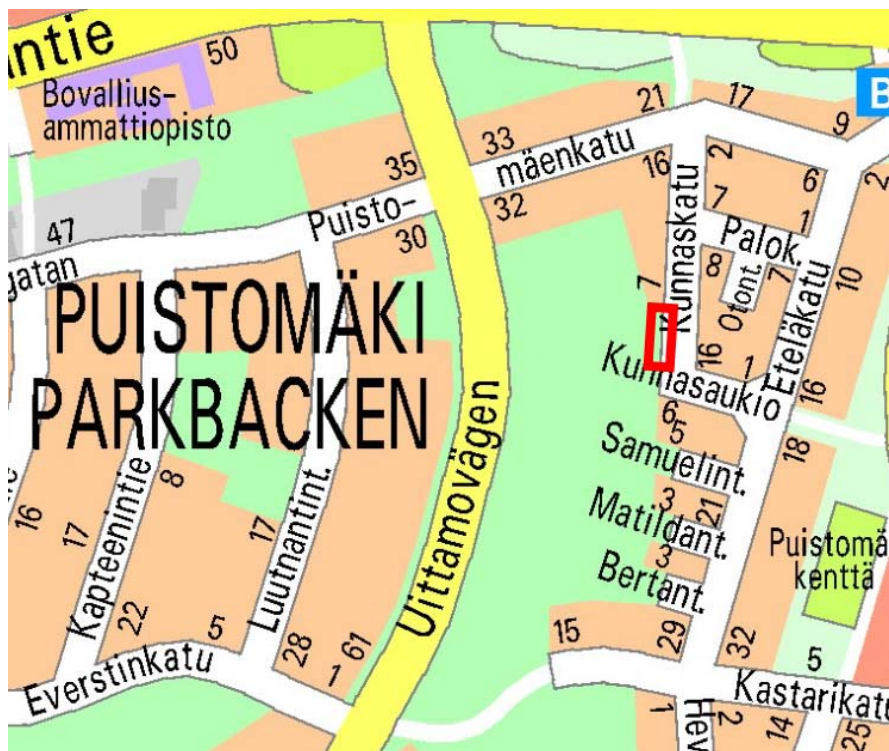 ntie
50
Bovallius-
ammattiopisto
B
21
17
9
33
mäenkatu
35
16
2
6
2
Puisto-
32
30
7
1
Kunnaskatu
Palok.
47
gatan
8
Otont.
7
10
7
PUISTOMÄKI
PARKBACKEN
16
1
Eteläkatu
16
Kunnasaukio
Uittamovägen
6
5
Samuelint.
18
8
3
21
Matildant.
16
17
Kapteenintie
17
Luutnantint.
3
Bertant.
Puistomä
kenttä
22
5
28
1
61
15
29
32
5
Everstinkatu
Kastarikatu
1
Hev
2
14
25